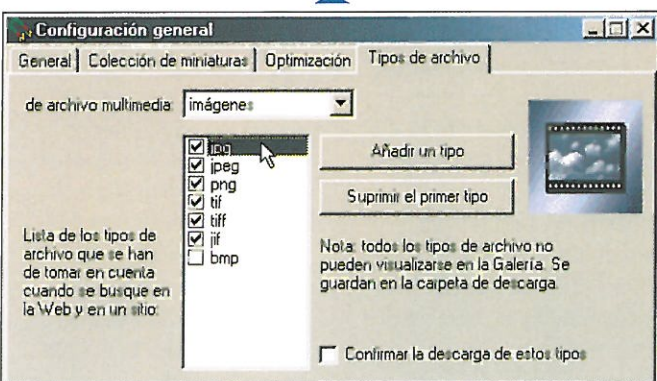 Configuración general
General Colección de miniaturas Optimización Tipos de archivo
de archivo multimedia: imágenes
jpg
jpeg
png
tif
tiff
jif
bmp
Añadir un tipo
Suprimir el primer tipo
Lista de los tipos de
archivo que se han
de tomar en cuenta
cuando se busque en
la Web y en un sitio:
Nota: todos los tipos de archivo no
pueden visualizarse en la Galería. Se
guardan en la carpeta de descarga.
Confirmar la descarga de estos tipos